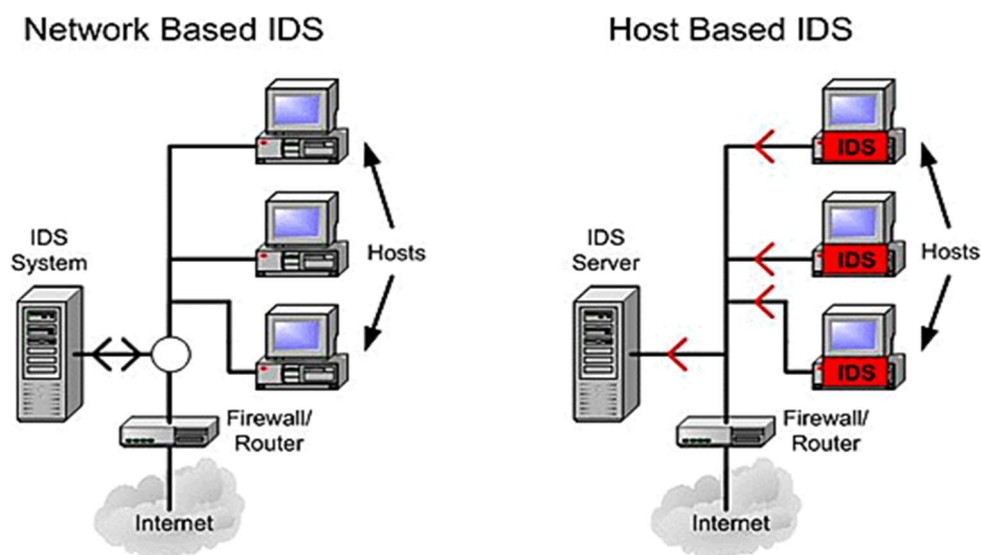 Network Based IDS
Host Based IDS
IDS
System
Hosts
Firewall/
Router
Internet
IDS
Server
IDS
IDS
IDS
Hosts
Firewall/
Router
Internet